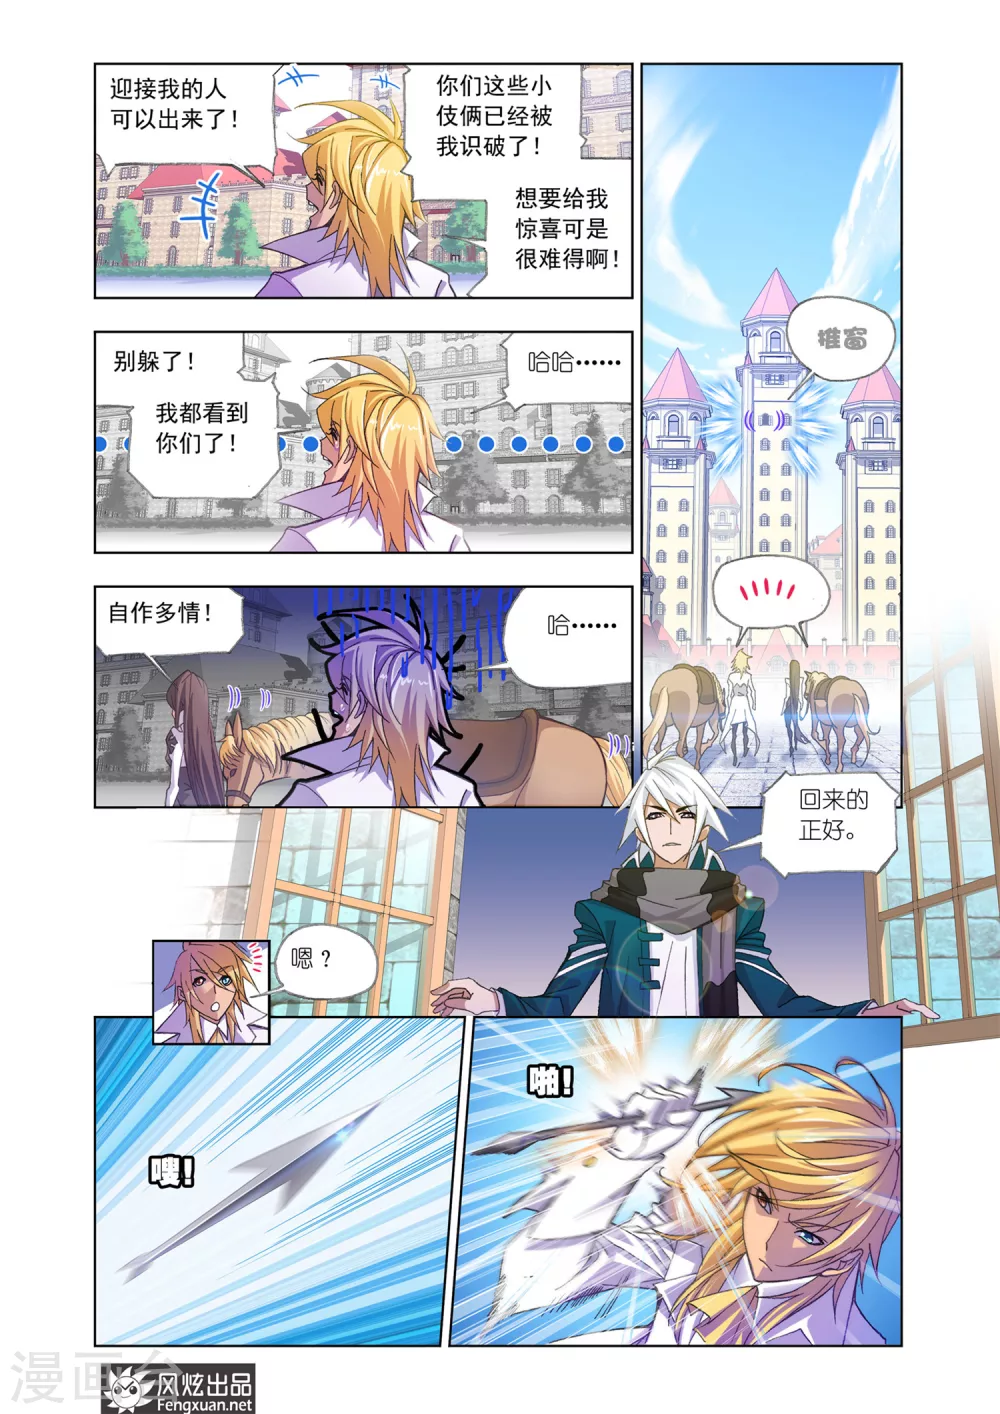 迎接我的人
可以出来了！
你们这些小
伎俩已经被
我识破了！
想要给我
惊喜可是
很难得啊！
别躲了！
我都看到
你们了！
哈哈……
自作多情！
哈……
推窗
回来的
正好。
嗯？
嗖！
啪！
漫画台
风炫出品
Fengxuan.net